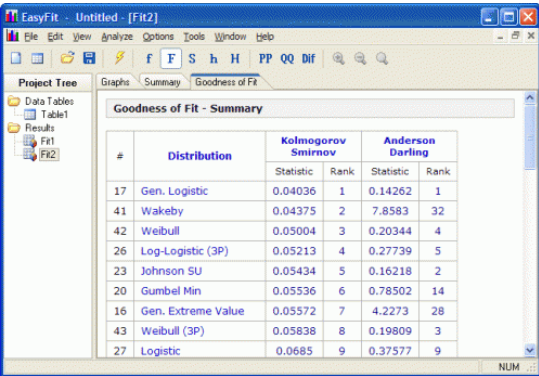 EasyFit - Untitled - [Fit2]
File Edit View Analyze Options Tools Window Help
f F S h H PP QQ Dif
Project Tree
Data Tables
Table1
Results
Fit1
Fit2
Graphs Summary Goodness of Fit
Goodness of Fit - Summary
# Distribution Kolmogorov Smirnov Anderson Darling
Statistic Rank Statistic Rank
17 Gen. Logistic 0.04036 1 0.14262 1
41 Wakeby 0.04375 2 7.8583 32
42 Weibull 0.05004 3 0.20344 4
26 Log-Logistic (3P) 0.05213 4 0.27739 5
23 Johnson SU 0.05434 5 0.16218 2
20 Gumbel Min 0.05536 6 0.78502 14
16 Gen. Extreme Value 0.05572 7 4.2273 28
43 Weibull (3P) 0.05838 8 0.19809 3
27 Logistic 0.0685 9 0.37577 9
NUM